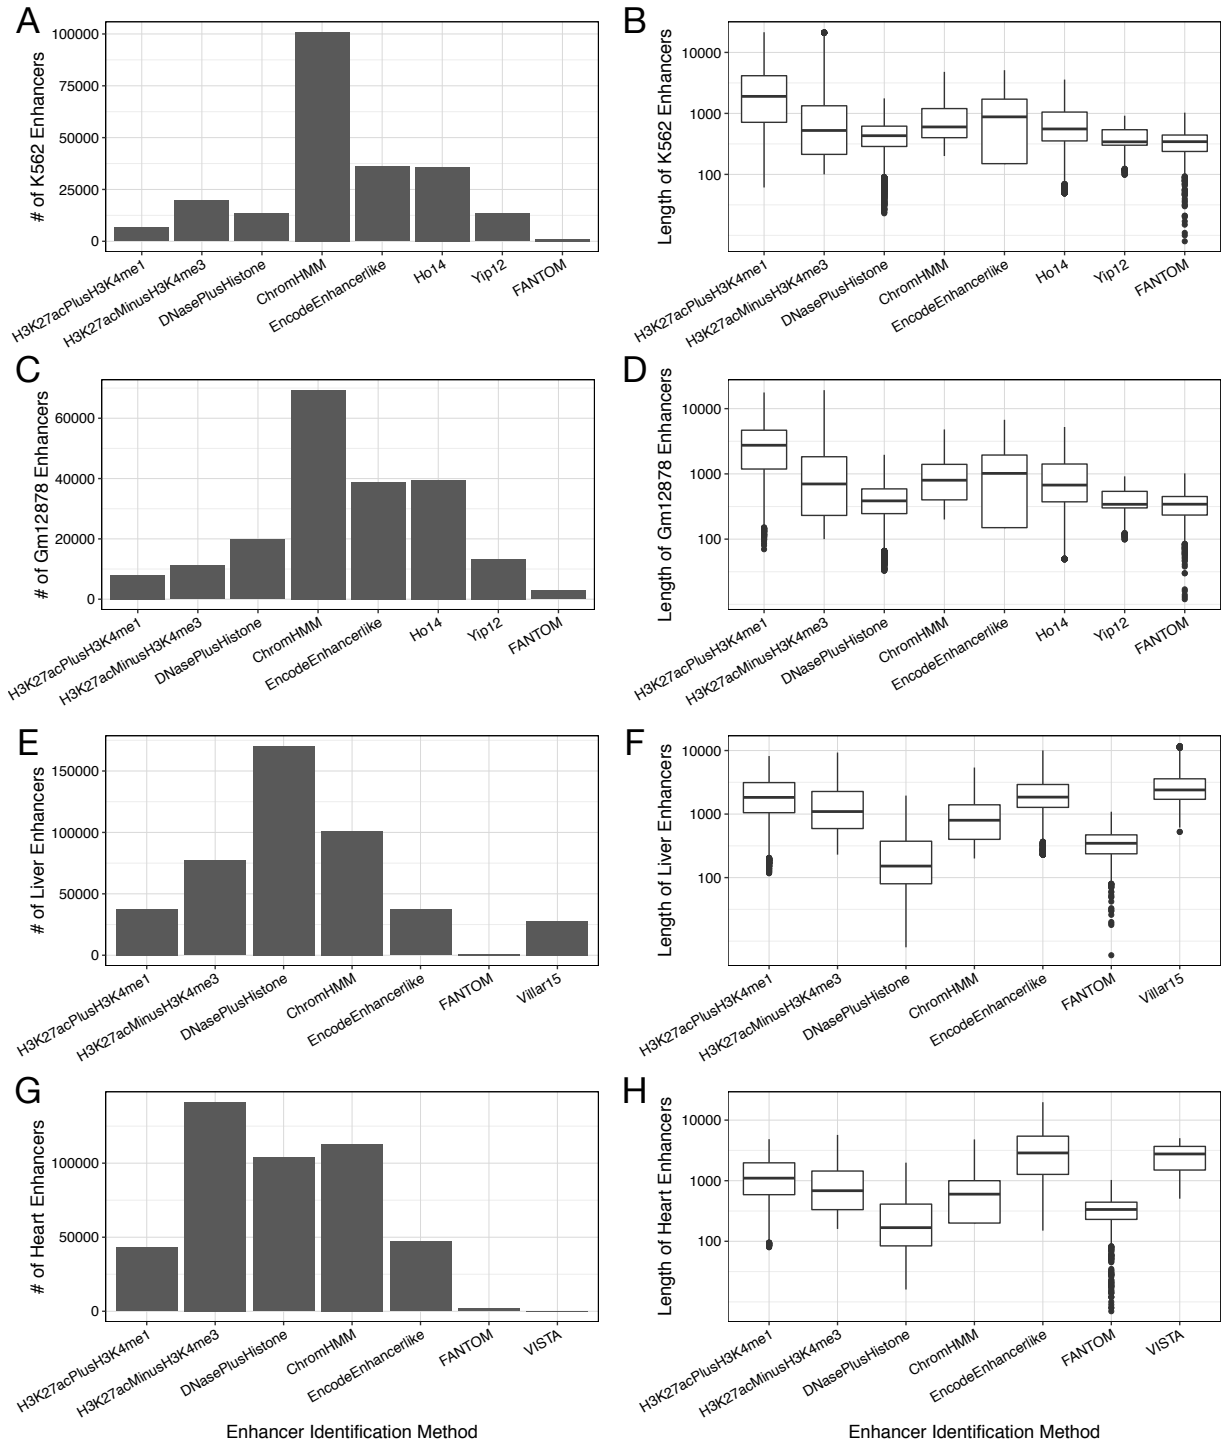 A
# of K562 Enhancers
100000
75000
50000
25000
0
H3K27acPlusH3K4me1
H3K27acMinusH3K4me3
DNasePlusHistone
ChromHMM
EncodeEnhancerlike
Ho14
Yip12
FANTOM
B
Length of K562 Enhancers
10000
1000
100
H3K27acPlusH3K4me1
H3K27acMinusH3K4me3
DNasePlusHistone
ChromHMM
EncodeEnhancerlike
Ho14
Yip12
FANTOM
C
# of Gm12878 Enhancers
60000
40000
20000
0
H3K27acPlusH3K4me1
H3K27acMinusH3K4me3
DNasePlusHistone
ChromHMM
EncodeEnhancerlike
Ho14
Yip12
FANTOM
D
Length of Gm12878 Enhancers
10000
1000
100
H3K27acPlusH3K4me1
H3K27acMinusH3K4me3
DNasePlusHistone
ChromHMM
EncodeEnhancerlike
Ho14
Yip12
FANTOM
E
# of Liver Enhancers
150000
100000
50000
0
H3K27acPlusH3K4me1
H3K27acMinusH3K4me3
DNasePlusHistone
ChromHMM
EncodeEnhancerlike
FANTOM
Villar15
F
Length of Liver Enhancers
10000
1000
100
H3K27acPlusH3K4me1
H3K27acMinusH3K4me3
DNasePlusHistone
ChromHMM
EncodeEnhancerlike
FANTOM
Villar15
G
# of Heart Enhancers
100000
50000
0
H3K27acPlusH3K4me1
H3K27acMinusH3K4me3
DNasePlusHistone
ChromHMM
EncodeEnhancerlike
FANTOM
VISTA
Enhancer Identification Method
H
Length of Heart Enhancers
10000
1000
100
H3K27acPlusH3K4me1
H3K27acMinusH3K4me3
DNasePlusHistone
ChromHMM
EncodeEnhancerlike
FANTOM
VISTA
Enhancer Identification Method